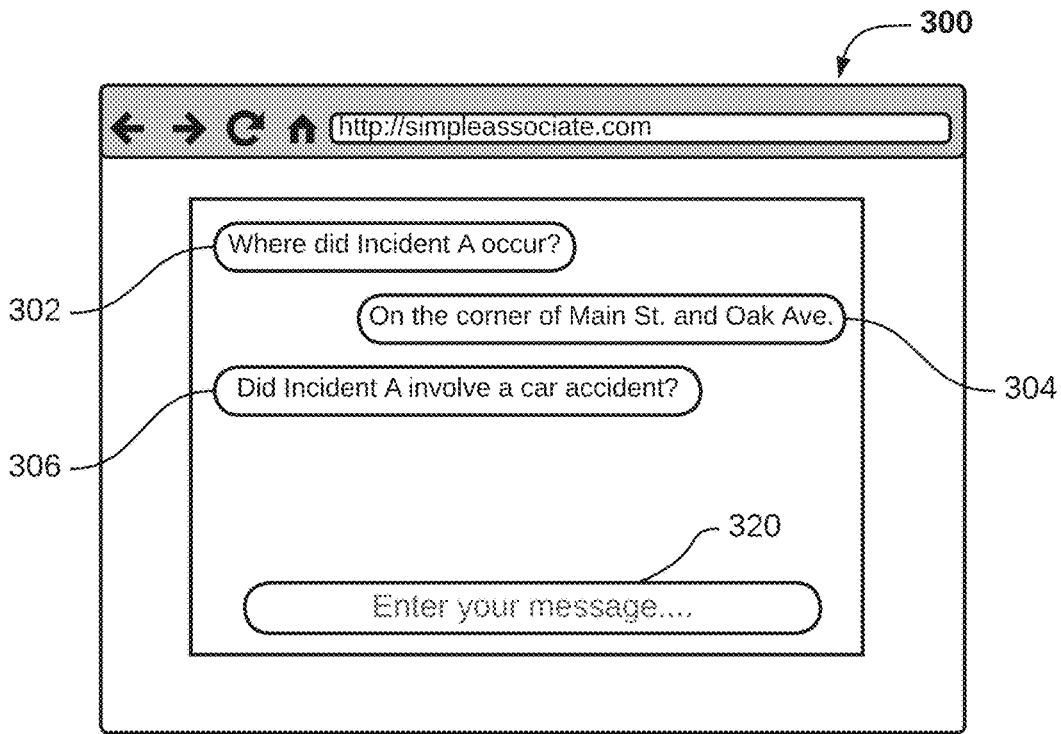 300
http://simpleassociate.com
Where did Incident A occur?
302
On the corner of Main St. and Oak Ave.
304
Did Incident A involve a car accident?
306
320
Enter your message....